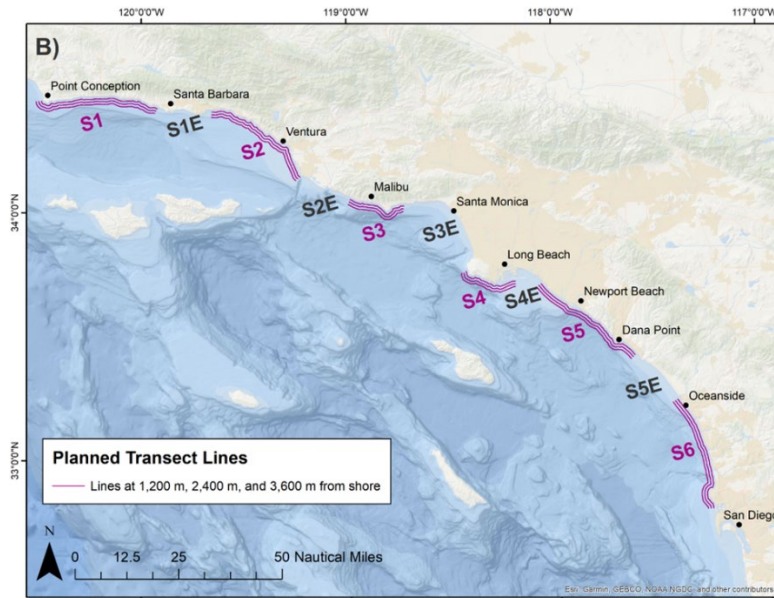 120°0'0"W
119°0'0"W
118°0'0"W
117°0'0"W
B)
Point Conception
Santa Barbara
S1
S1E
S2
Ventura
34°0'0"N
S2E
Malibu
S3
S3E
Santa Monica
Long Beach
S4
S4E
Newport Beach
S5
Dana Point
S5E
Oceanside
33°0'0"N
S6
San Diego
Planned Transect Lines
Lines at 1,200 m, 2,400 m, and 3,600 m from shore
N
0 12.5 25 50 Nautical Miles
Esri, Garmin, GEBCO, NOAA NGDC, and other contributors